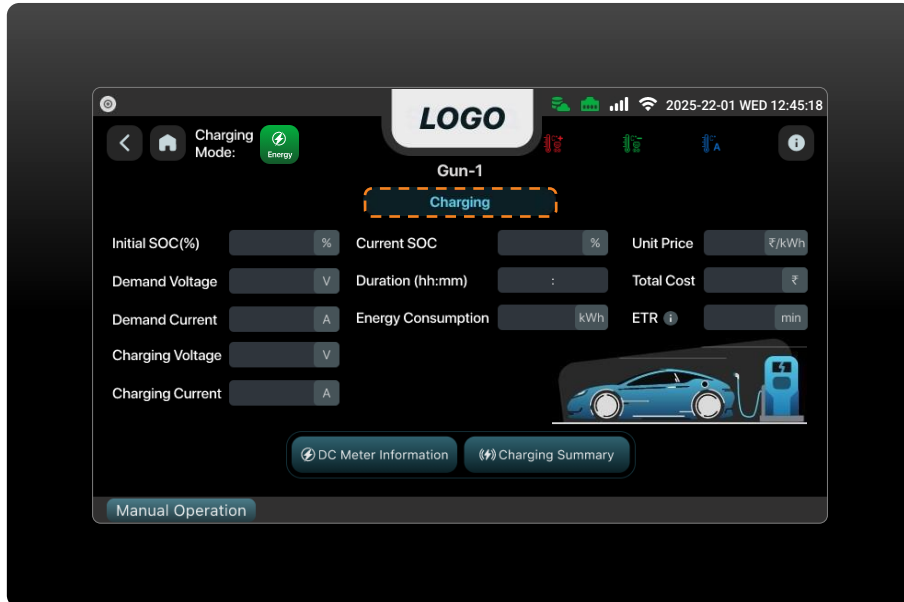 2025-22-01 WED 12:45:18
LOGO
Charging
Mode:
Energy
A
Gun-1
Charging
Initial SOC(%) %
Current SOC %
Unit Price ₹/kWh
Demand Voltage V
Duration (hh:mm) :
Total Cost ₹
Demand Current A
Energy Consumption kWh
ETR i min
Charging Voltage V
Charging Current A
DC Meter Information
Charging Summary
Manual Operation